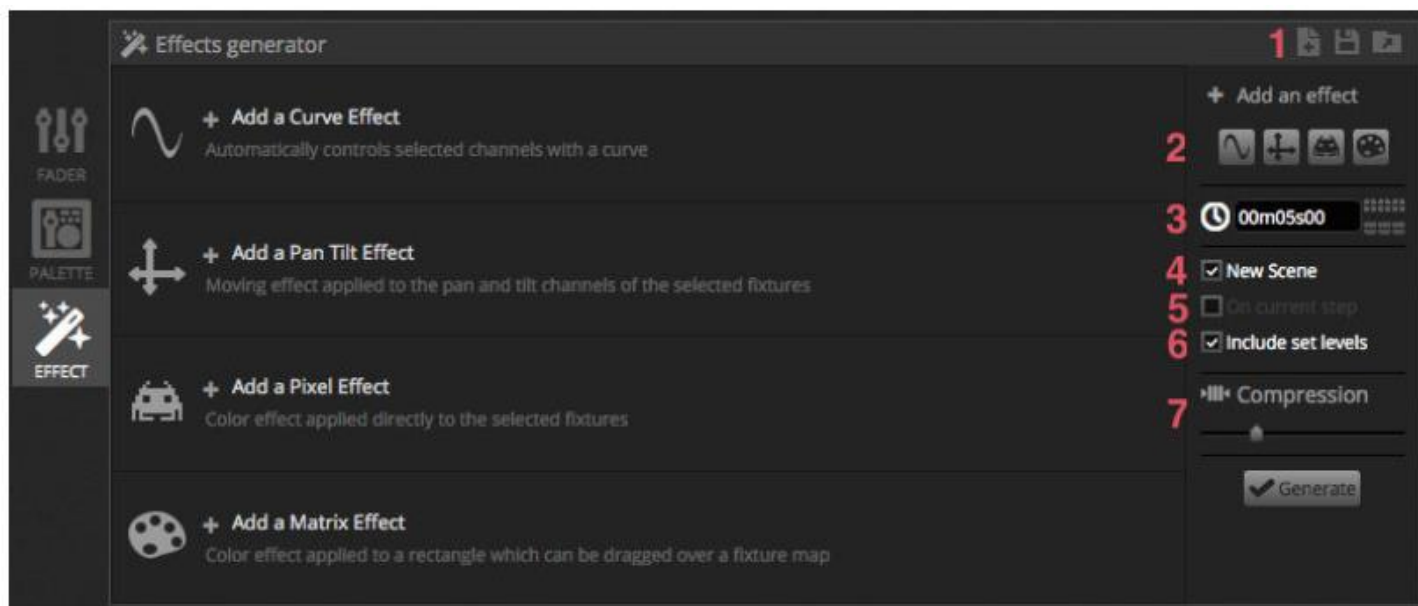 Effects generator
1
FADER
PALETTE
EFFECT
+ Add a Curve Effect
Automatically controls selected channels with a curve
+ Add a Pan Tilt Effect
Moving effect applied to the pan and tilt channels of the selected fixtures
+ Add a Pixel Effect
Color effect applied directly to the selected fixtures
+ Add a Matrix Effect
Color effect applied to a rectangle which can be dragged over a fixture map
+ Add an effect
2
3 00m05s00
4 New Scene
5 On current step
6 Include set levels
7 Compression
Generate